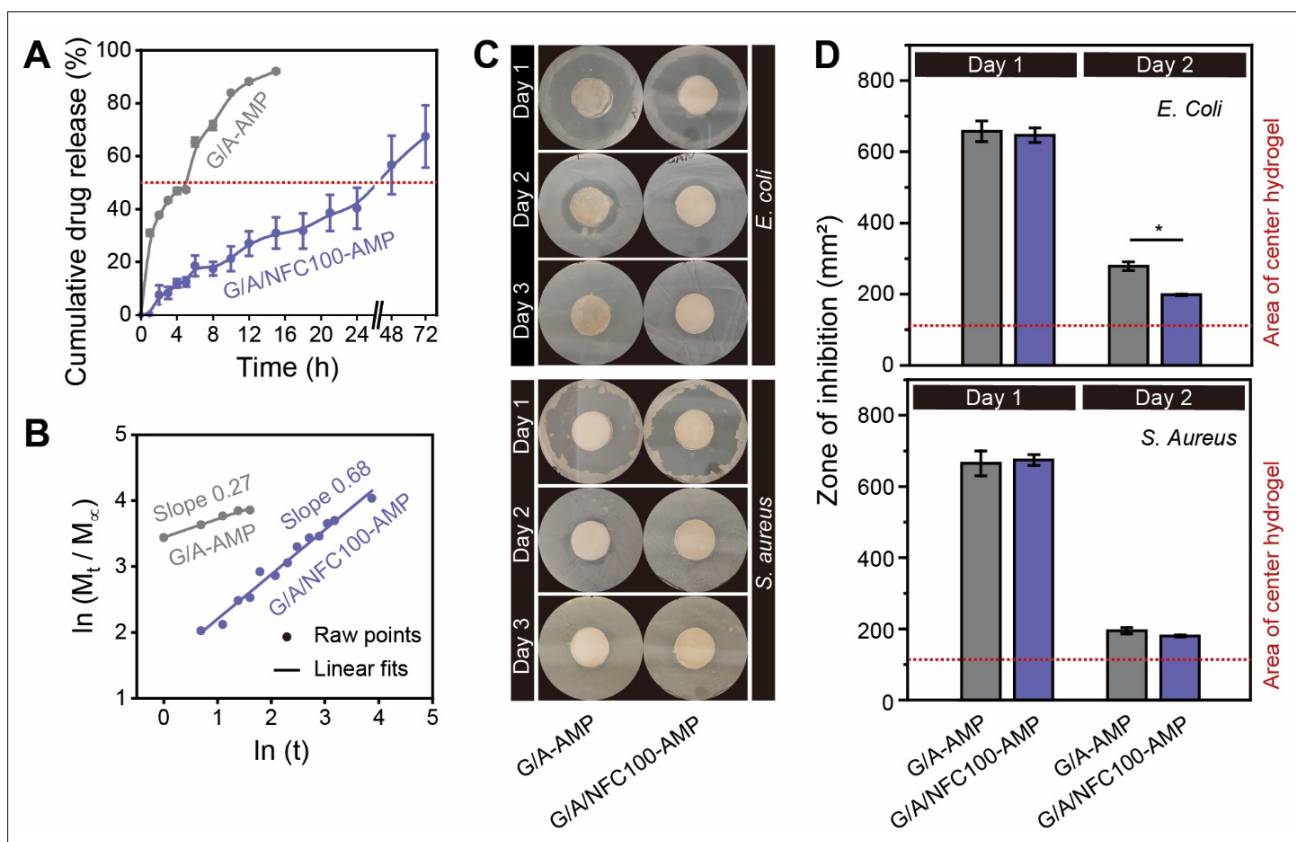 A
Cumulative drug release (%)
100
80
60
40
20
0
G/A-AMP
G/A/NFC100-AMP
0 4 8 12 16 20 24 48 72
Time (h)
B
ln (Mt / M∞)
5
4
3
2
1
Slope 0.27
G/A-AMP
Slope 0.68
G/A/NFC100-AMP
Raw points
Linear fits
0 1 2 3 4 5
ln (t)
C
Day 1
Day 2
Day 3
E. coli
Day 1
Day 2
Day 3
S. aureus
G/A-AMP
G/A/NFC100-AMP
D
Zone of inhibition (mm²)
Day 1
Day 2
E. Coli
800
600
400
200
0
*
Area of center hydrogel
Day 1
Day 2
S. Aureus
800
600
400
200
0
Area of center hydrogel
G/A-AMP
G/A/NFC100-AMP
G/A-AMP
G/A/NFC100-AMP